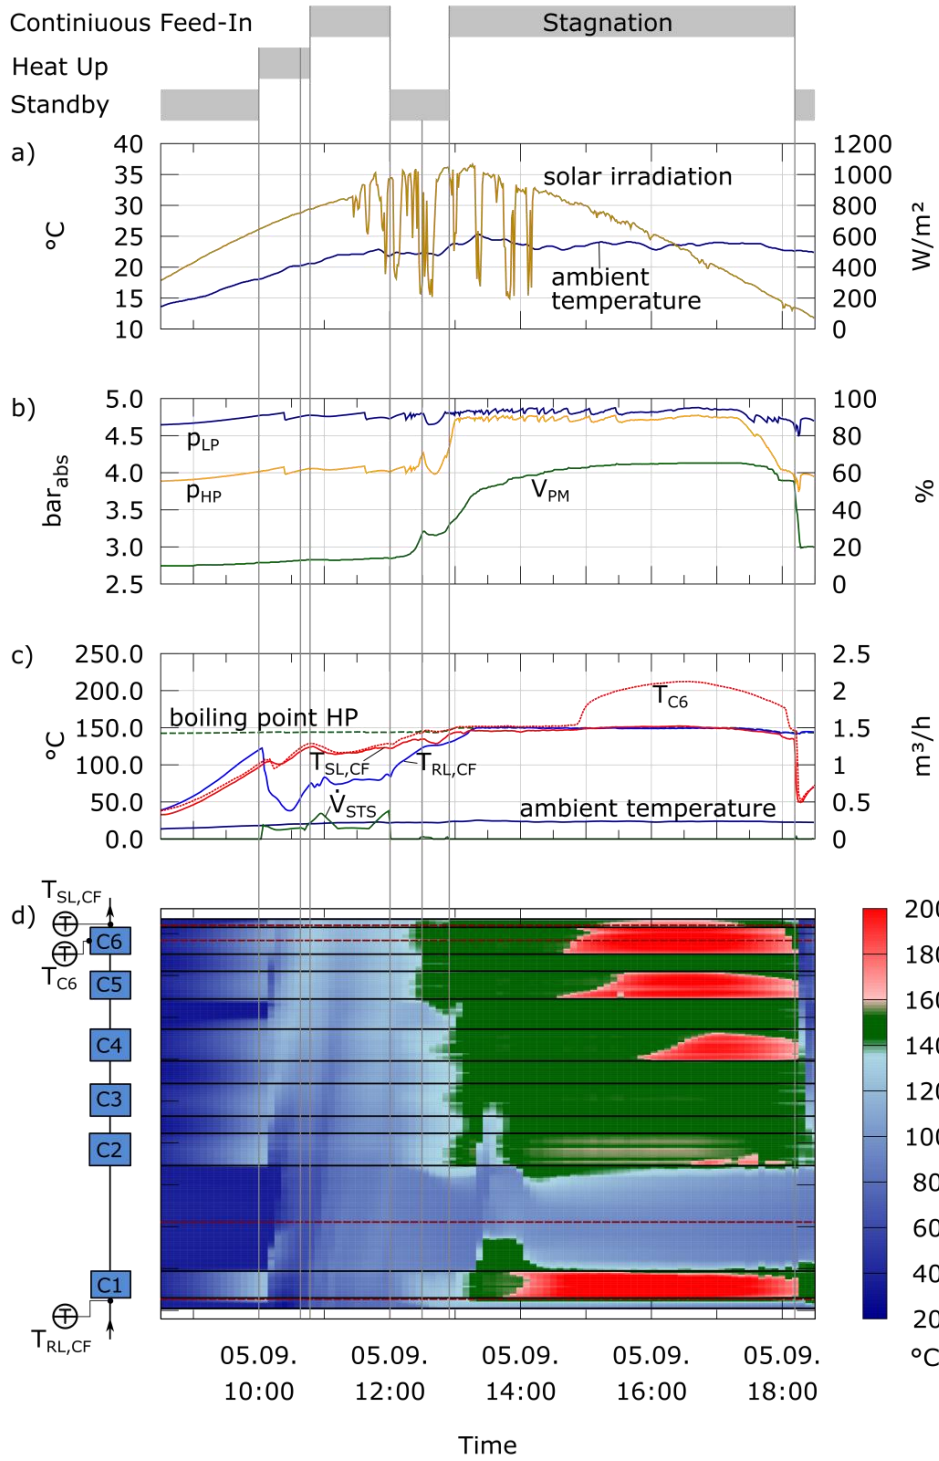 Continiuous Feed-In
Stagnation
Heat Up
Standby
a)
40 1200
35 1000
30 800
25 600
20 400
15 200
10 0
°C
W/m²
solar irradiation
ambient
temperature
b)
5.0 100
4.5 80
4.0 60
3.5 40
3.0 20
2.5 0
bar_abs
%
p_LP
p_HP
V_PM
c)
250.0 2.5
200.0 2
150.0 1.5
100.0 1
50.0 0.5
0.0 0
°C
m³/h
boiling point HP
T_C6
T_SL,CF
T_RL,CF
V̇_STS
ambient temperature
d)
T_SL,CF
T
C6
T
T_C6
C5
C4
C3
C2
C1
T
T_RL,CF
200
180
160
140
120
100
80
60
40
20
°C
05.09. 05.09. 05.09. 05.09. 05.09.
10:00 12:00 14:00 16:00 18:00
Time